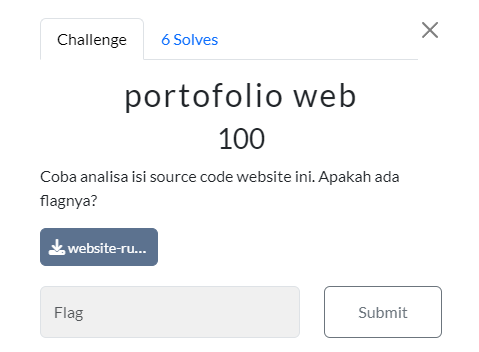 Challenge
6 Solves
portofolio web
100
Coba analisa isi source code website ini. Apakah ada
flagnya?
website-ru...
Flag
Submit